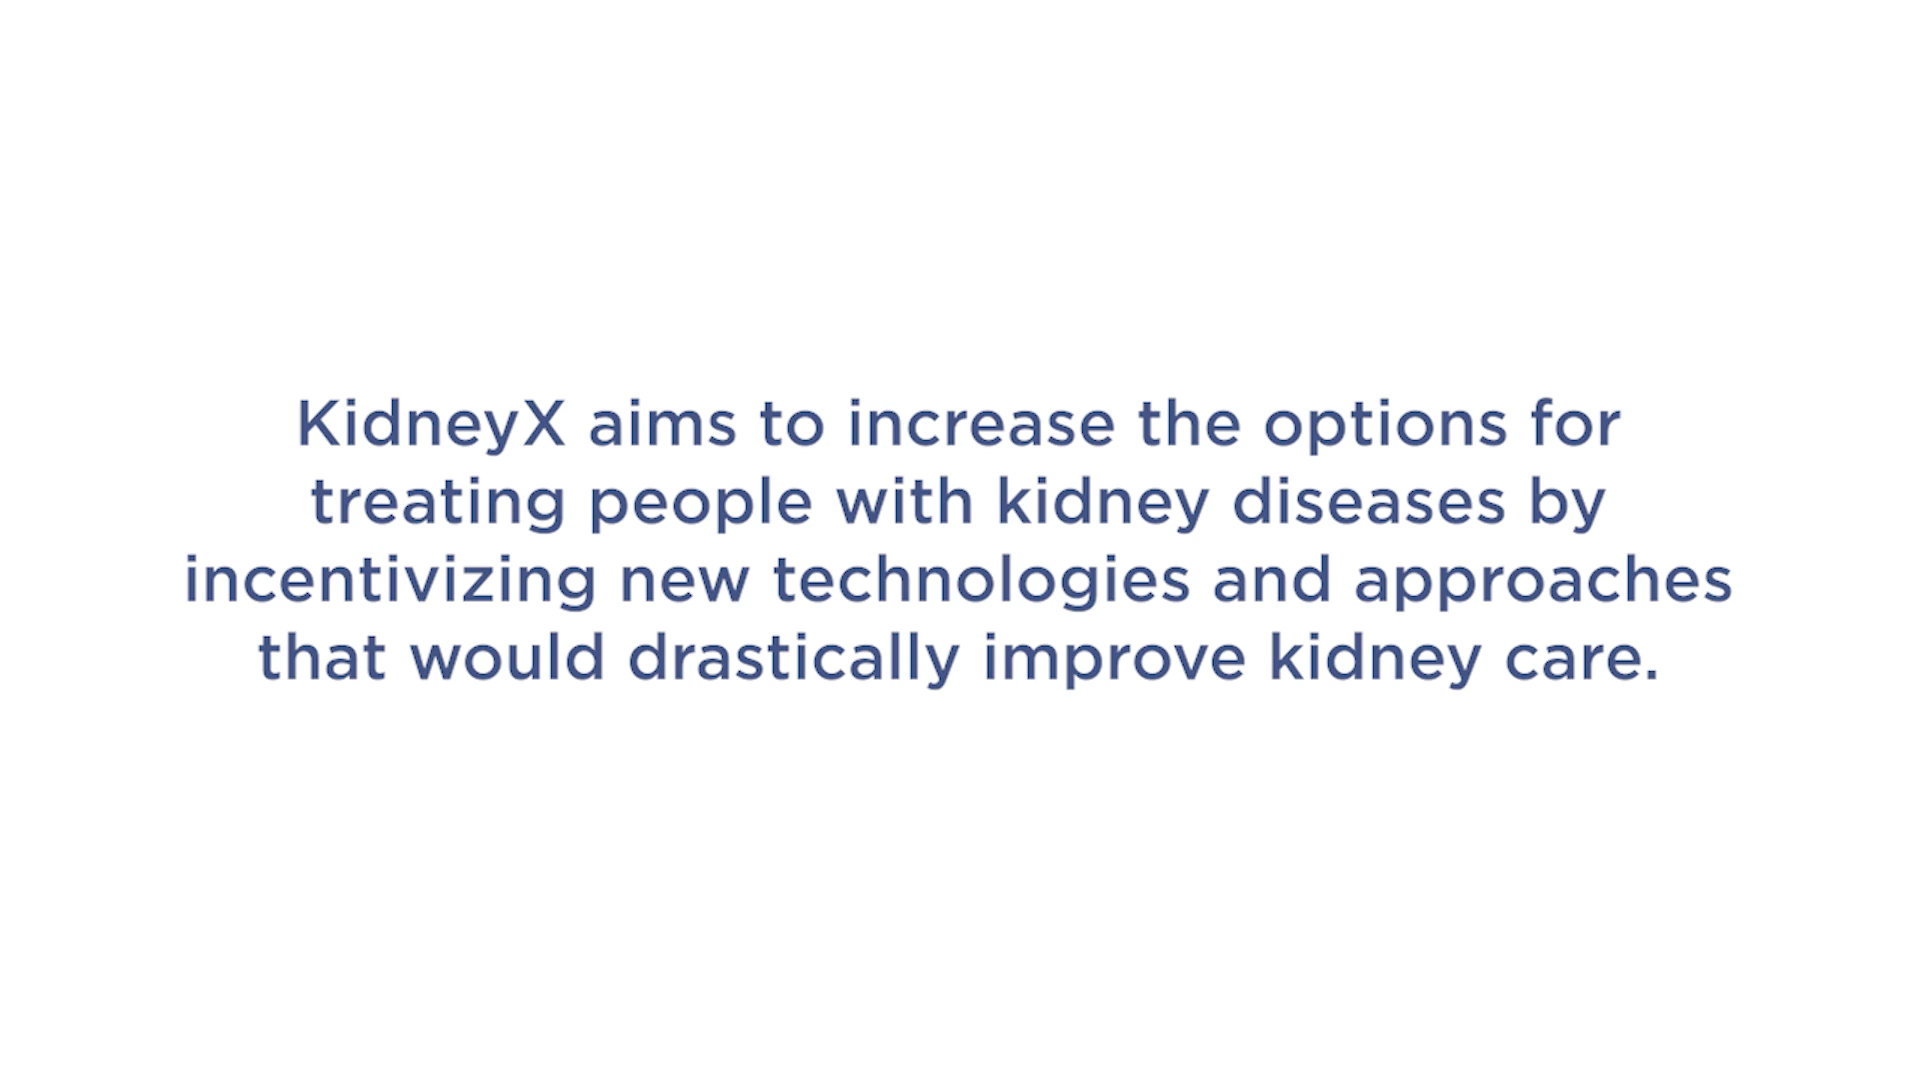 KidneyX aims to increase the options for
treating people with kidney diseases by
incentivizing new technologies and approaches
that would drastically improve kidney care.